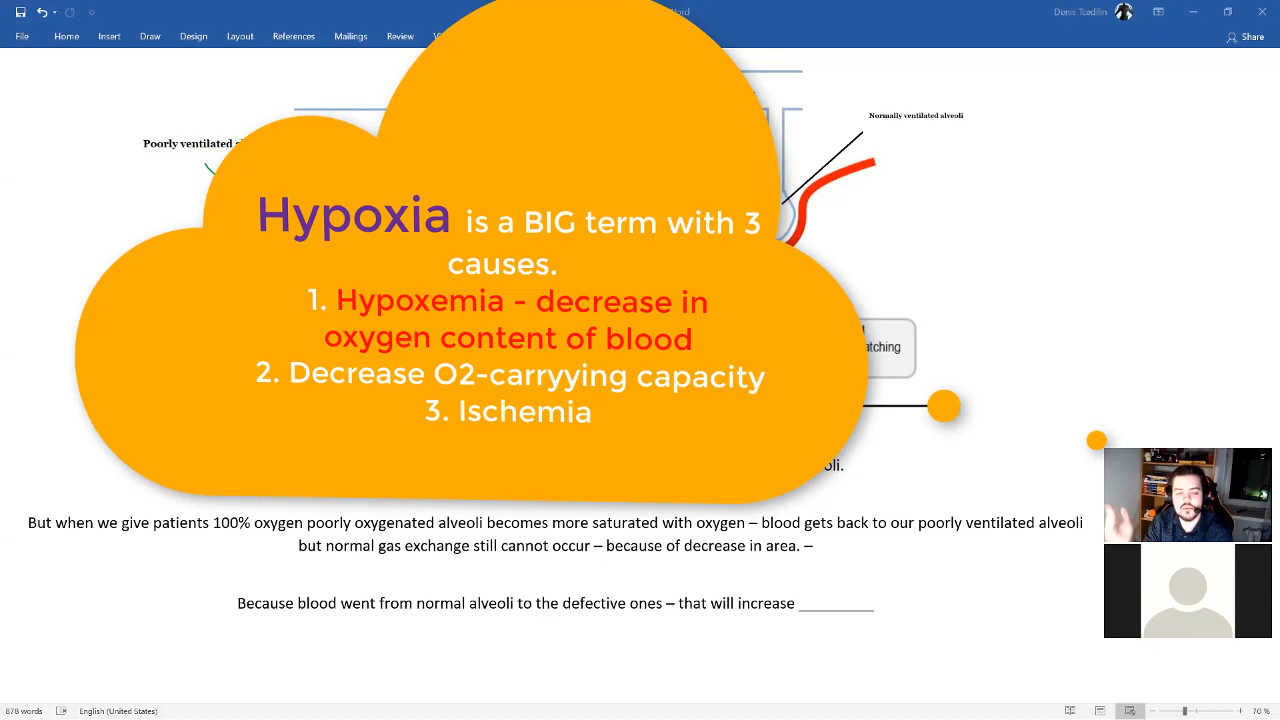 Word
Denis Tcedilin
File Home Insert Draw Design Layout References Mailings Review
Share
Normally ventilated alveoli
Poorly ventilated
Hypoxia is a BIG term with 3
causes.
1. Hypoxemia - decrease in
oxygen content of blood
2. Decrease O2-carryying capacity
3. Ischemia
atching
oli.
But when we give patients 100% oxygen poorly oxygenated alveoli becomes more saturated with oxygen – blood gets back to our poorly ventilated alveoli
but normal gas exchange still cannot occur – because of decrease in area. –
Because blood went from normal alveoli to the defective ones – that will increase _________
878 words English (United States) 70 %